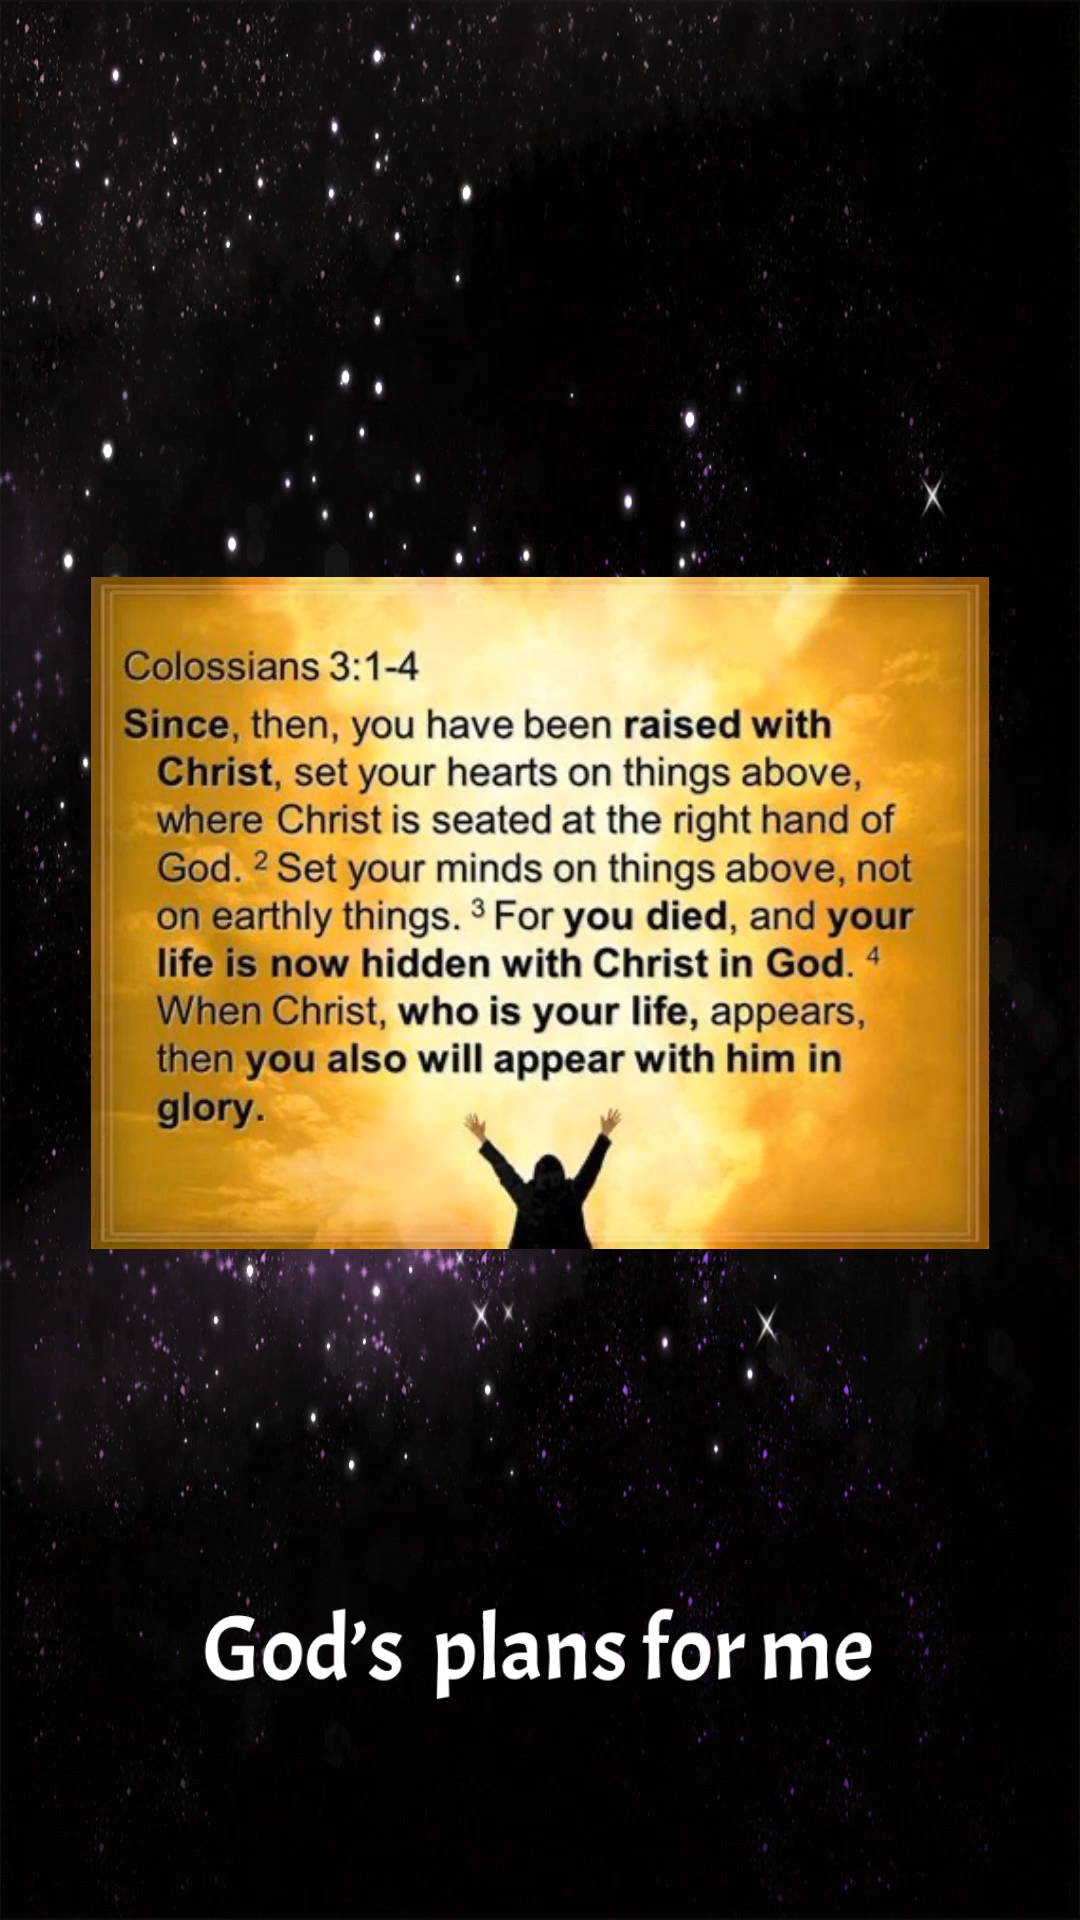 Colossians 3:1-4
Since, then, you have been raised with
Christ, set your hearts on things above,
where Christ is seated at the right hand of
God. ² Set your minds on things above, not
on earthly things. ³ For you died, and your
life is now hidden with Christ in God. ⁴
When Christ, who is your life, appears,
then you also will appear with him in
glory.
God’s plans for me